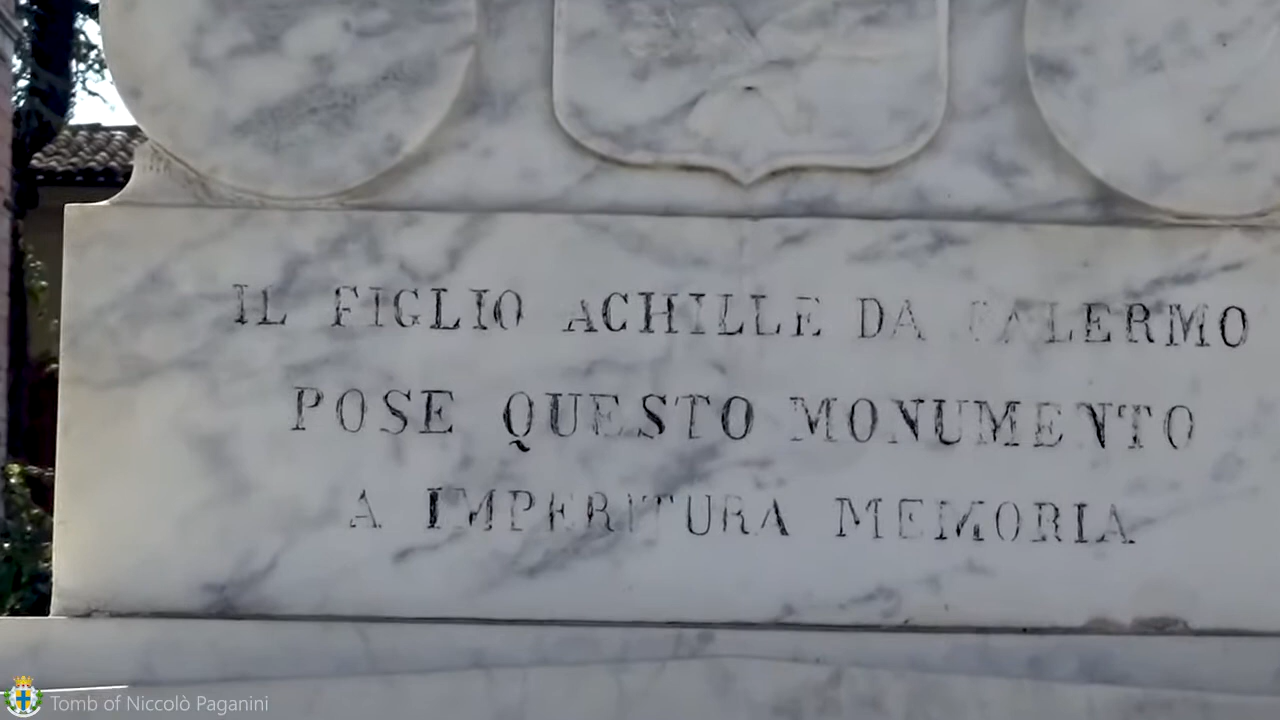 IL FIGLIO ACHILLE DA PALERMO
POSE QUESTO MONUMENTO
A IMPERITURA MEMORIA
Tomb of Niccolò Paganini